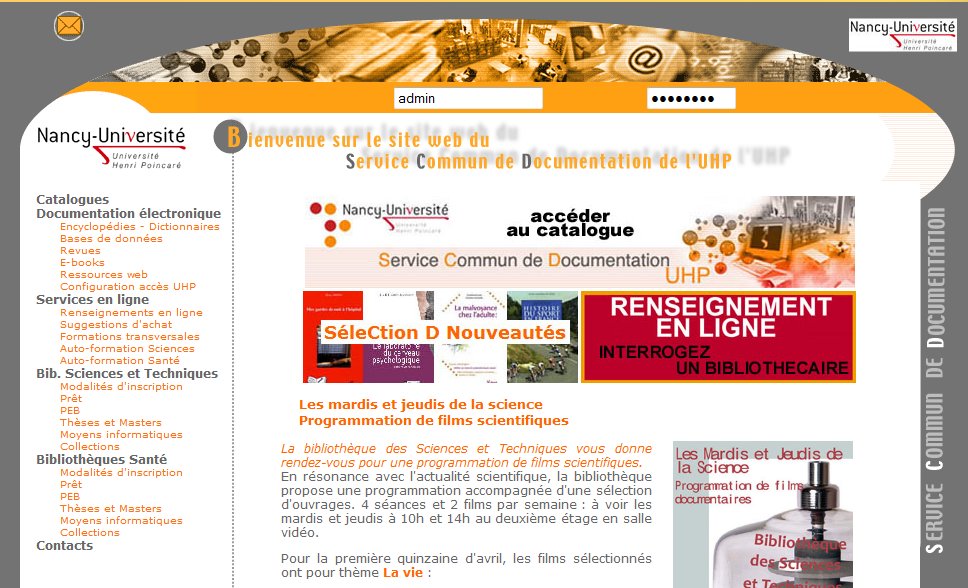 Nancy-Université
Université
Henri Poincaré
admin
Nancy-Université
Université
Henri Poincaré
Bienvenue sur le site web du
Service Commun de Documentation de l'UHP
Catalogues
Documentation électronique
Encyclopédies - Dictionnaires
Bases de données
Revues
E-books
Ressources web
Configuration accès UHP
Services en ligne
Renseignements en ligne
Suggestions d'achat
Formations transversales
Auto-formation Sciences
Auto-formation Santé
Bib. Sciences et Techniques
Modalités d'inscription
Prêt
PEB
Thèses et Masters
Moyens informatiques
Collections
Bibliothèques Santé
Modalités d'inscription
Prêt
PEB
Thèses et Masters
Moyens informatiques
Collections
Contacts
Nancy-Université
Université
Henri Poincaré
accéder
au catalogue
Service Commun de Documentation
UHP
La malvoyance
chez l'adulte:
HISTOIRE
DU SPORT
EN FRANCE
SéleCtion D Nouveautés
psychologique
RENSEIGNEMENT
EN LIGNE
INTERROGEZ
UN BIBLIOTHECAIRE
Les mardis et jeudis de la science
Programmation de films scientifiques
La bibliothèque des Sciences et Techniques vous donne
rendez-vous pour une programmation de films scientifiques.
En résonance avec l'actualité scientifique, la bibliothèque
propose une programmation accompagnée d'une sélection
d'ouvrages. 4 séances et 2 films par semaine : à voir les
mardis et jeudis à 10h et 14h au deuxième étage en salle
vidéo.
Pour la première quinzaine d'avril, les films sélectionnés
ont pour thème La vie :
Les Mardis et Jeudis de
la Science
Programmation de films
documentaires
Bibliothèque
des Sciences
et Techniques
Service Commun de Documentation